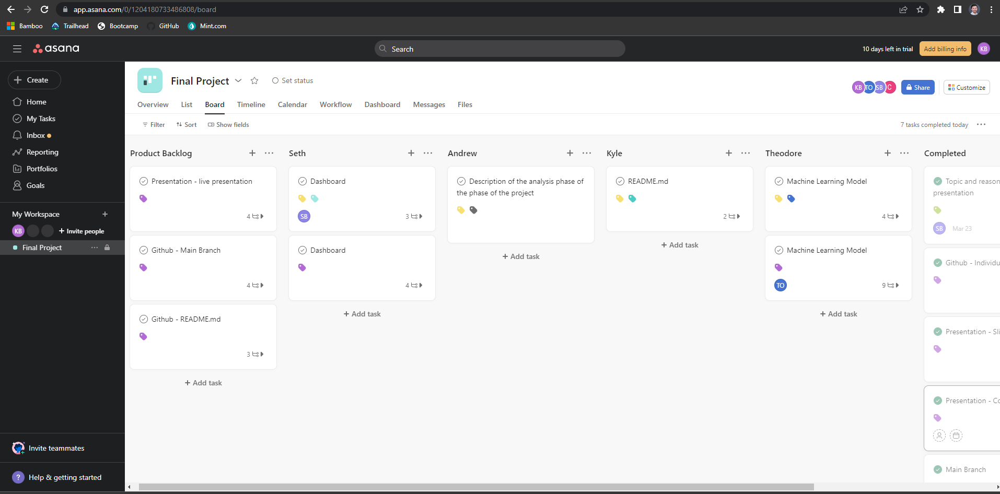 app.asana.com/0/1204180733486808/board
Bamboo
Trailhead
Bootcamp
GitHub
Mint.com
asana
Search
10 days left in trial
Add billing info
KB
Create
Home
My Tasks
Inbox
Reporting
Portfolios
Goals
My Workspace
KB
Invite people
Final Project
Invite teammates
? Help & getting started
Final Project
Set status
KB TO SB C
Share
Customize
Overview
List
Board
Timeline
Calendar
Workflow
Dashboard
Messages
Files
Filter
Sort
Show fields
7 tasks completed today
Product Backlog
Presentation - live presentation
4
Github - Main Branch
4
Github - README.md
3
+ Add task
Seth
Dashboard
SB
3
Dashboard
4
+ Add task
Andrew
Description of the analysis phase of
the phase of the project
+ Add task
Kyle
README.md
2
+ Add task
Theodore
Machine Learning Model
4
Machine Learning Model
TO
9
+ Add task
Completed
Topic and reason
presentation
SB Mar 23
Github - Individu
Presentation - Sli
Presentation - Co
Main Branch